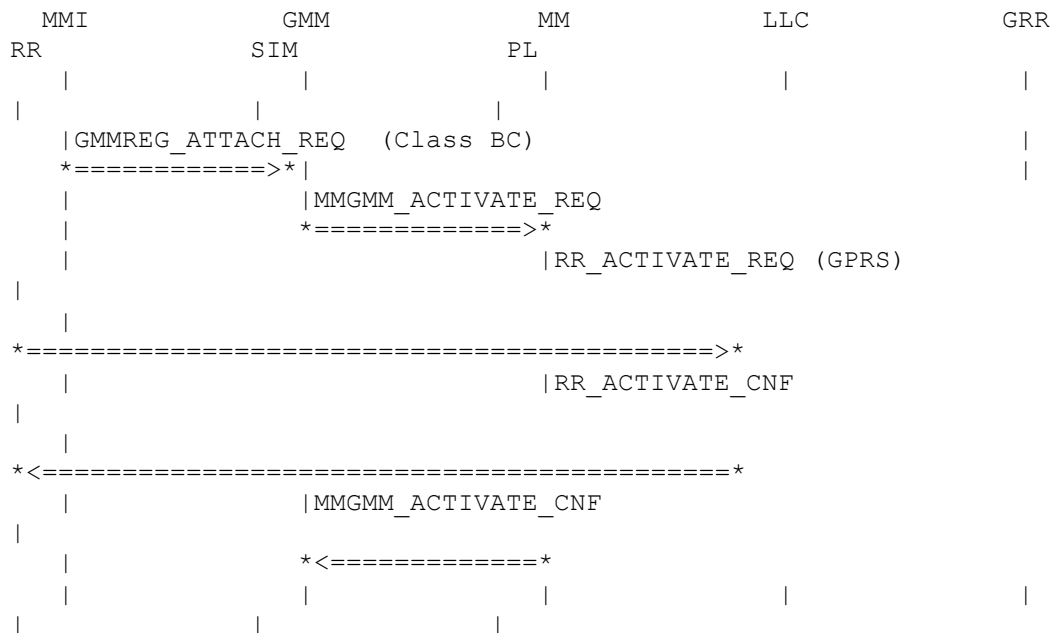 MMI            GMM            MM             LLC            GRR
RR             SIM            PL
   |              |              |              |              |
|              |              |
   |GMMREG_ATTACH_REQ  (Class BC)                              |
   *============>*|                                            |
   |              |MMGMM_ACTIVATE_REQ
   |              *=============>*
   |                             |RR_ACTIVATE_REQ (GPRS)
|
   |
*===========================================>*
   |                             |RR_ACTIVATE_CNF
|
   |
*<===========================================*
   |              |MMGMM_ACTIVATE_CNF
|
   |              *<=============*
   |              |              |              |              |
|              |              |